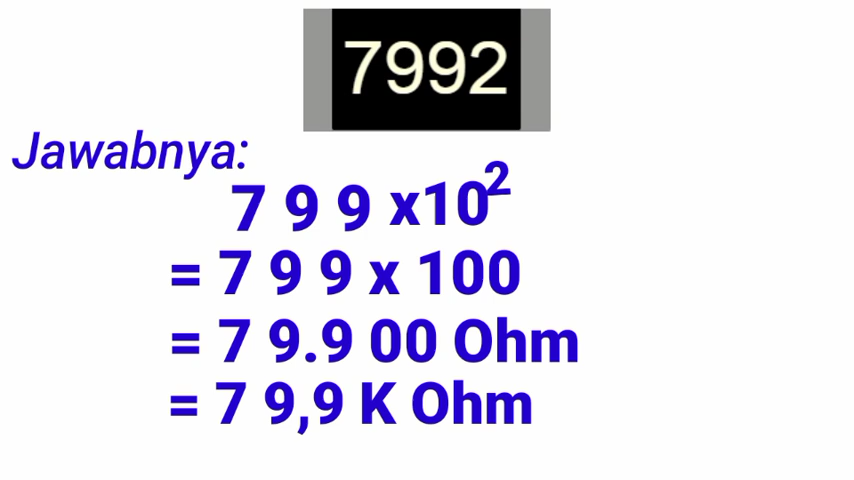 7992
Jawabnya:
7 9 9 x10²
= 7 9 9 x 100
= 7 9.9 00 Ohm
= 7 9,9 K Ohm